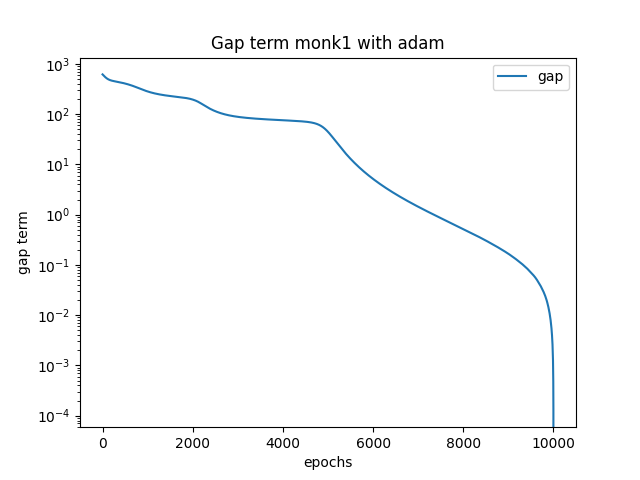 Gap term monk1 with adam
gap
gap term
10³
10²
10¹
10⁰
10⁻¹
10⁻²
10⁻³
10⁻⁴
0 2000 4000 6000 8000 10000
epochs